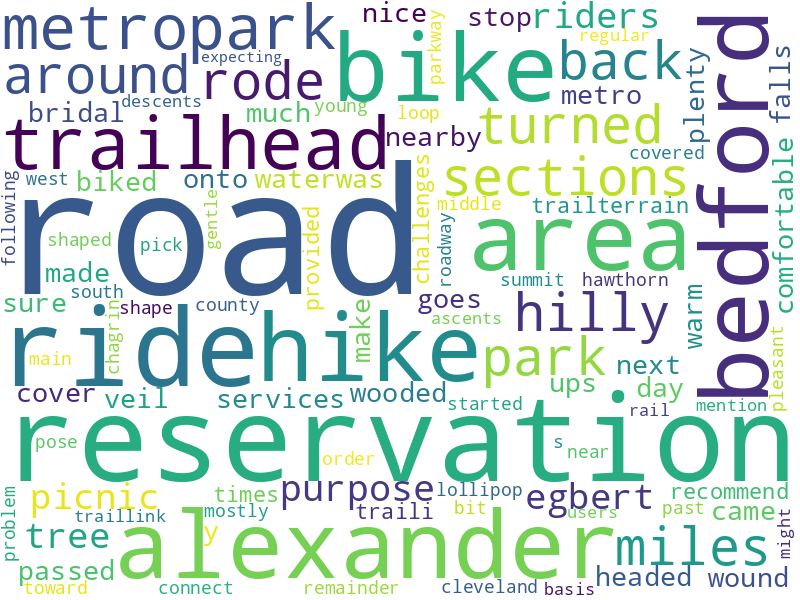 metropark
nice
stop
riders
regular
expecting
parkway
bike
back
bedford
around
rode
metro
plenty
falls
bridal
descents
much
young
loop
turned
trailhead
nearby
covered
west
biked
onto
waterwas
challenges
sections
comfortable
following
road
gentle
provided
middle
trailterrain
shaped
pick
roadway
area
made
south
summit
hawthorn
sure
shape
county
make
goes
hilly
warm
chagrin
ascents
pleasant
main
ride
hike
park
next
cover
veil
services
wooded
started
ups
day
mention
rail
reservation
pose
s
near
order
problem
picnic
times
purpose
lollipop
egbert
recommend
traillink
mostly
y
traili
bit
users
past
came
might
tree
alexander
miles
passed
headed
wound
toward
connect
remainder
cleveland
basis